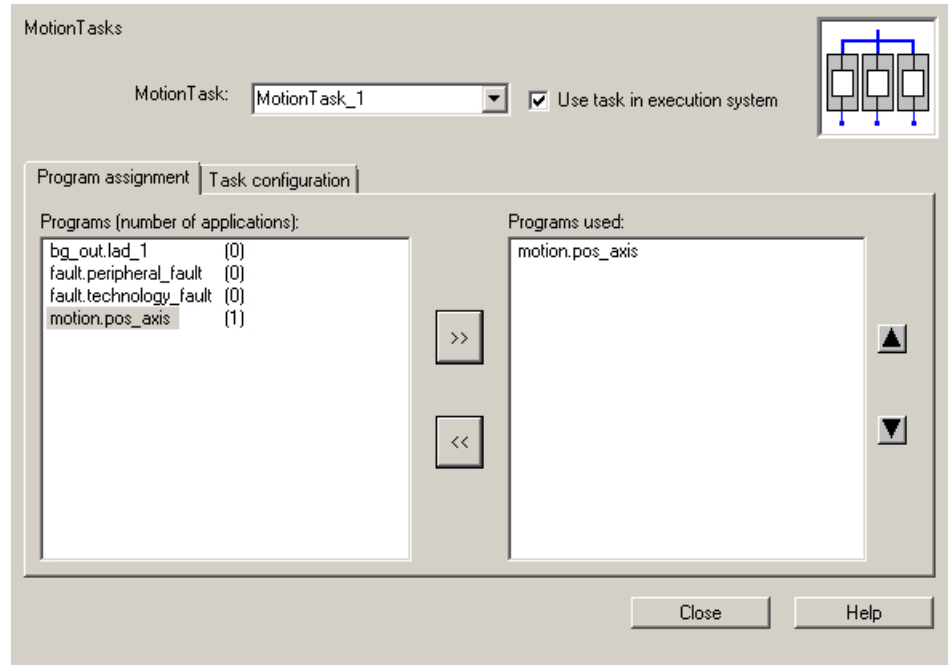 MotionTasks
MotionTask: MotionTask_1 Use task in execution system
Program assignment Task configuration
Programs (number of applications): Programs used:
bg_out.lad_1 (0) motion.pos_axis
fault.peripheral_fault (0)
fault.technology_fault (0)
motion.pos_axis (1)
>>
<<
Close Help